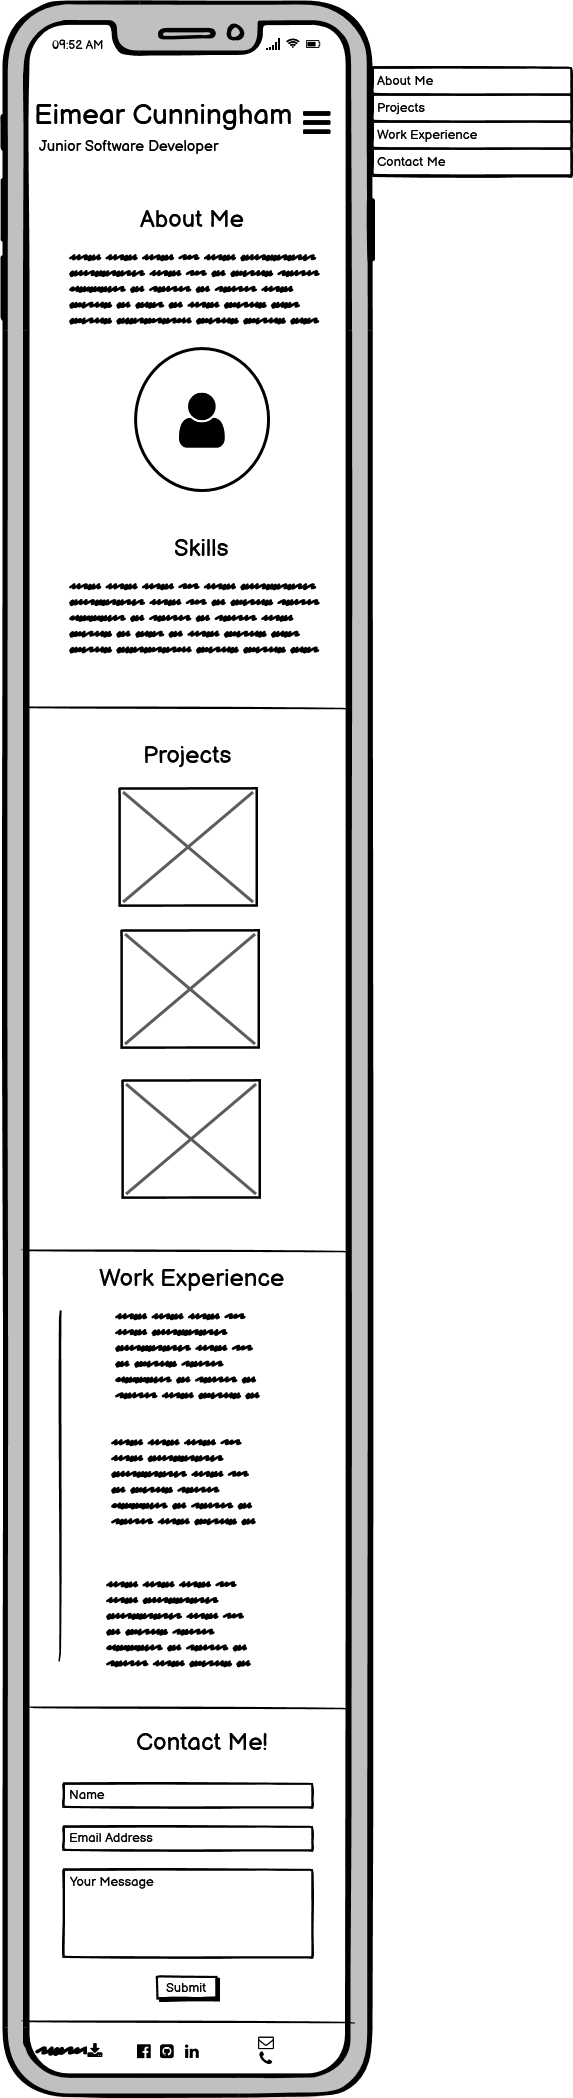 09:52 AM
About Me
Projects
Work Experience
Contact Me
Eimear Cunningham
Junior Software Developer
About Me
Skills
Projects
Work Experience
Contact Me!
Name
Email Address
Your Message
Submit